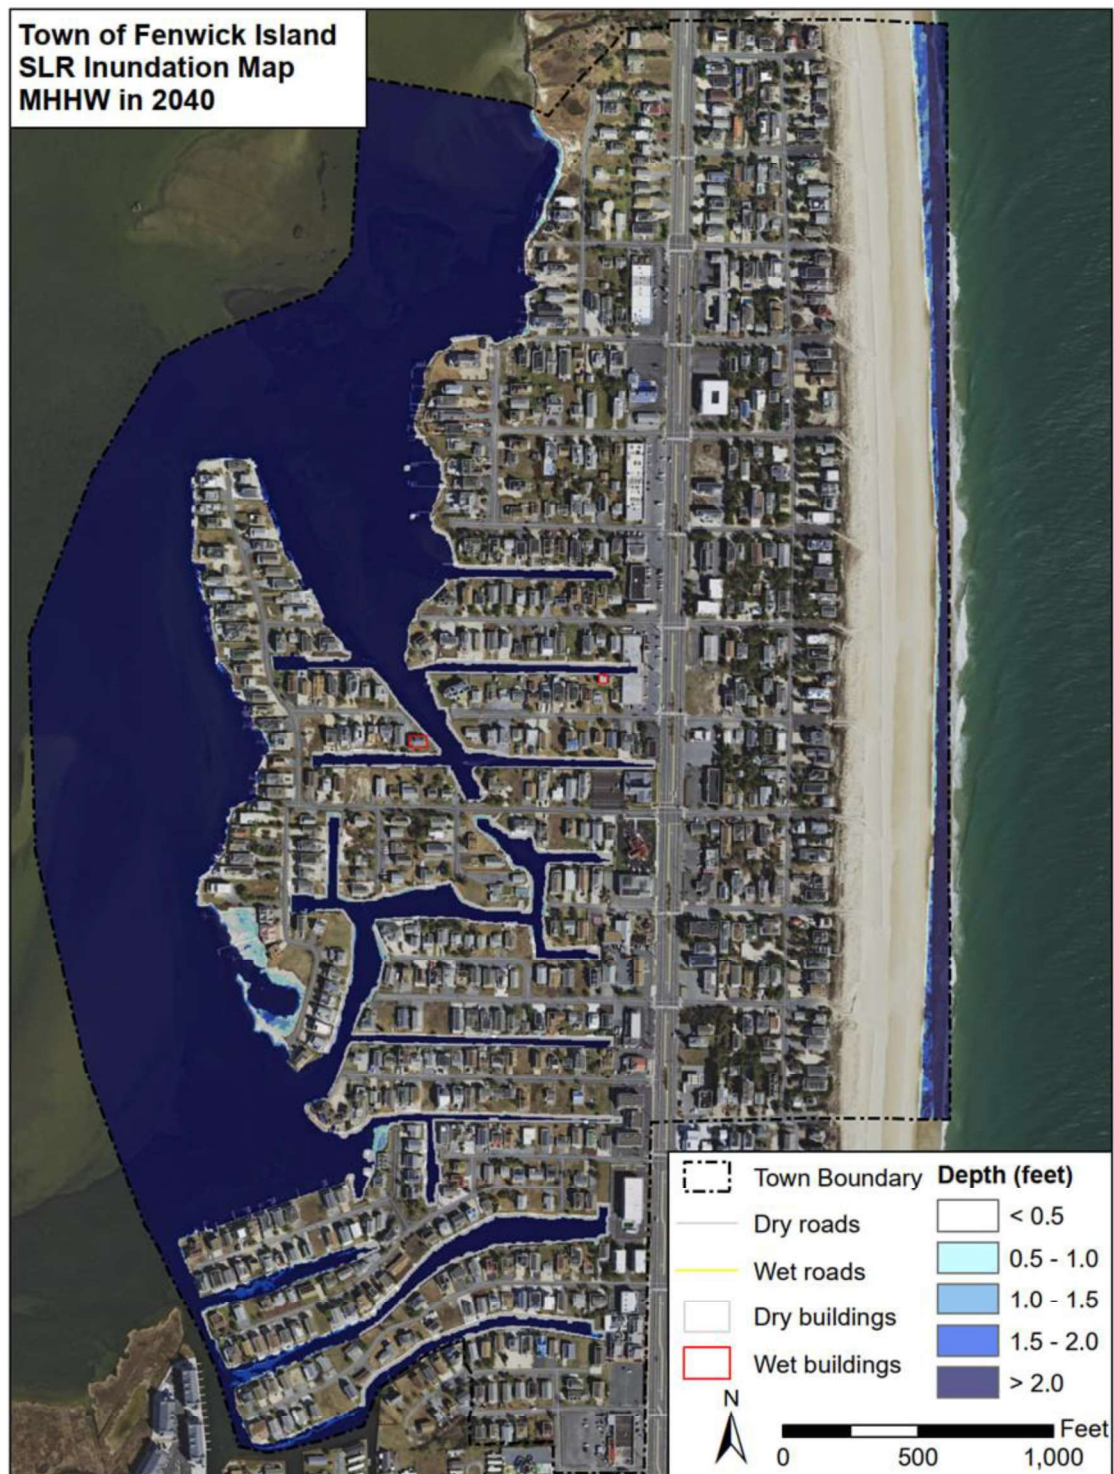 Town of Fenwick Island
SLR Inundation Map
MHHW in 2040
Town Boundary
Dry roads
Wet roads
Dry buildings
Wet buildings
Depth (feet)
< 0.5
0.5 - 1.0
1.0 - 1.5
1.5 - 2.0
> 2.0
N
Feet
0 500 1,000